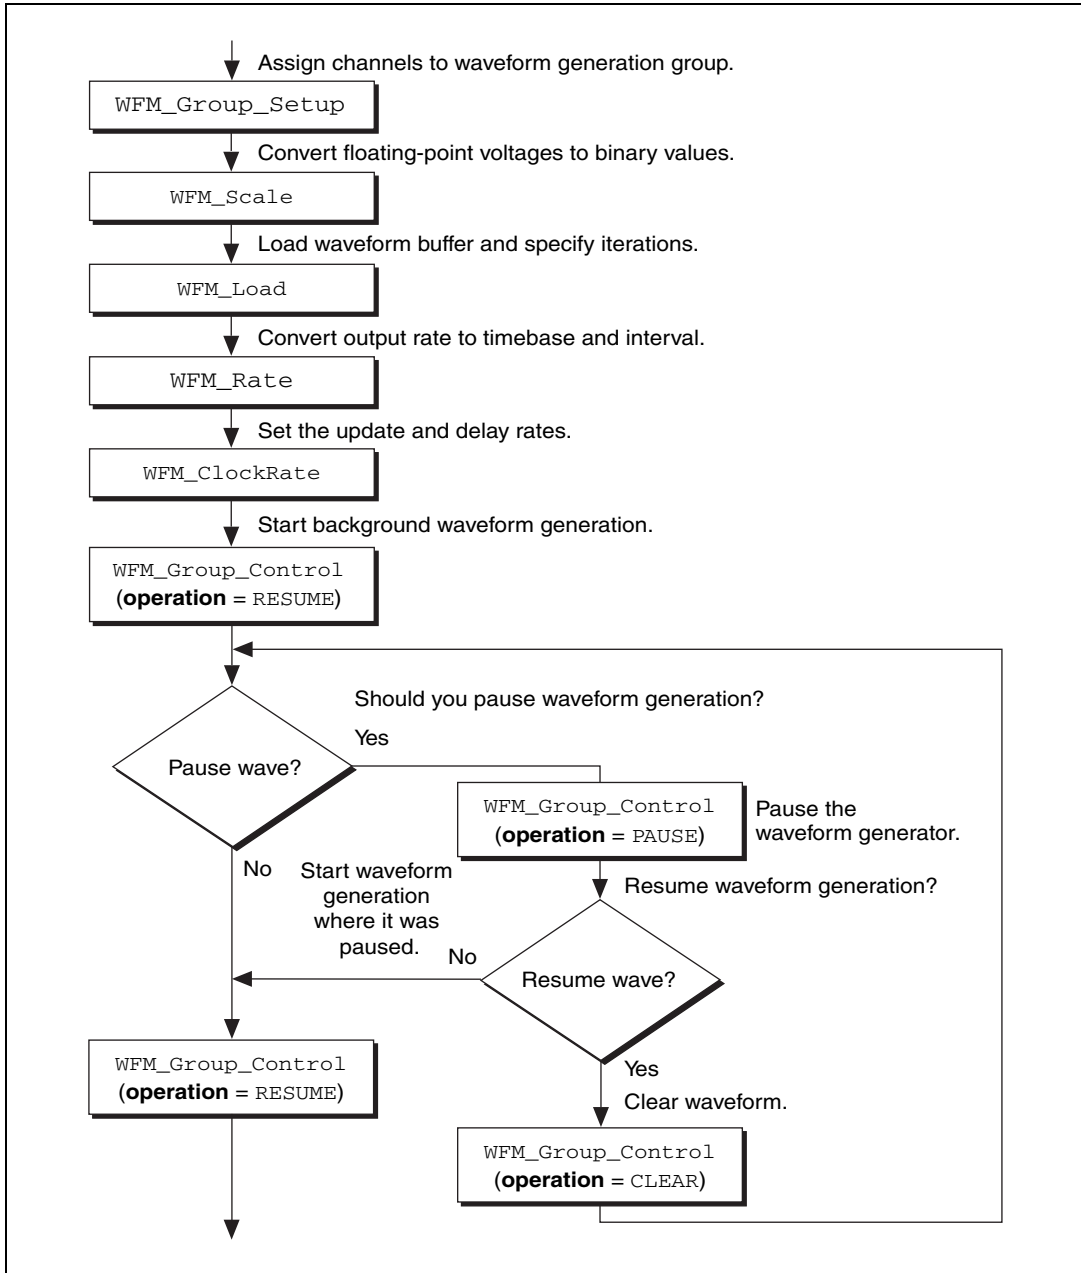 Assign channels to waveform generation group.
WFM_Group_Setup
Convert floating-point voltages to binary values.
WFM_Scale
Load waveform buffer and specify iterations.
WFM_Load
Convert output rate to timebase and interval.
WFM_Rate
Set the update and delay rates.
WFM_ClockRate
Start background waveform generation.
WFM_Group_Control
(operation = RESUME)
Should you pause waveform generation?
Yes
Pause wave?
WFM_Group_Control
(operation = PAUSE)
Pause the
waveform generator.
No
Start waveform
generation
where it was
paused.
Resume waveform generation?
No
Resume wave?
WFM_Group_Control
(operation = RESUME)
Yes
Clear waveform.
WFM_Group_Control
(operation = CLEAR)